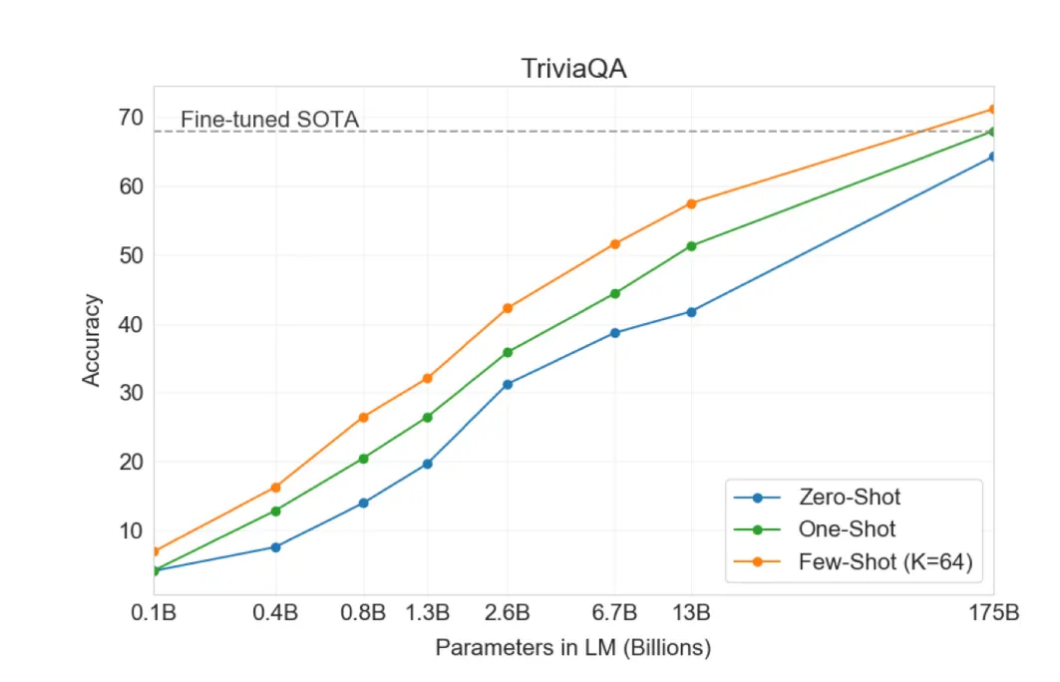 TriviaQA
70
Fine-tuned SOTA
60
50
40
30
20
10
Accuracy
Zero-Shot
One-Shot
Few-Shot (K=64)
0.1B 0.4B 0.8B 1.3B 2.6B 6.7B 13B 175B
Parameters in LM (Billions)